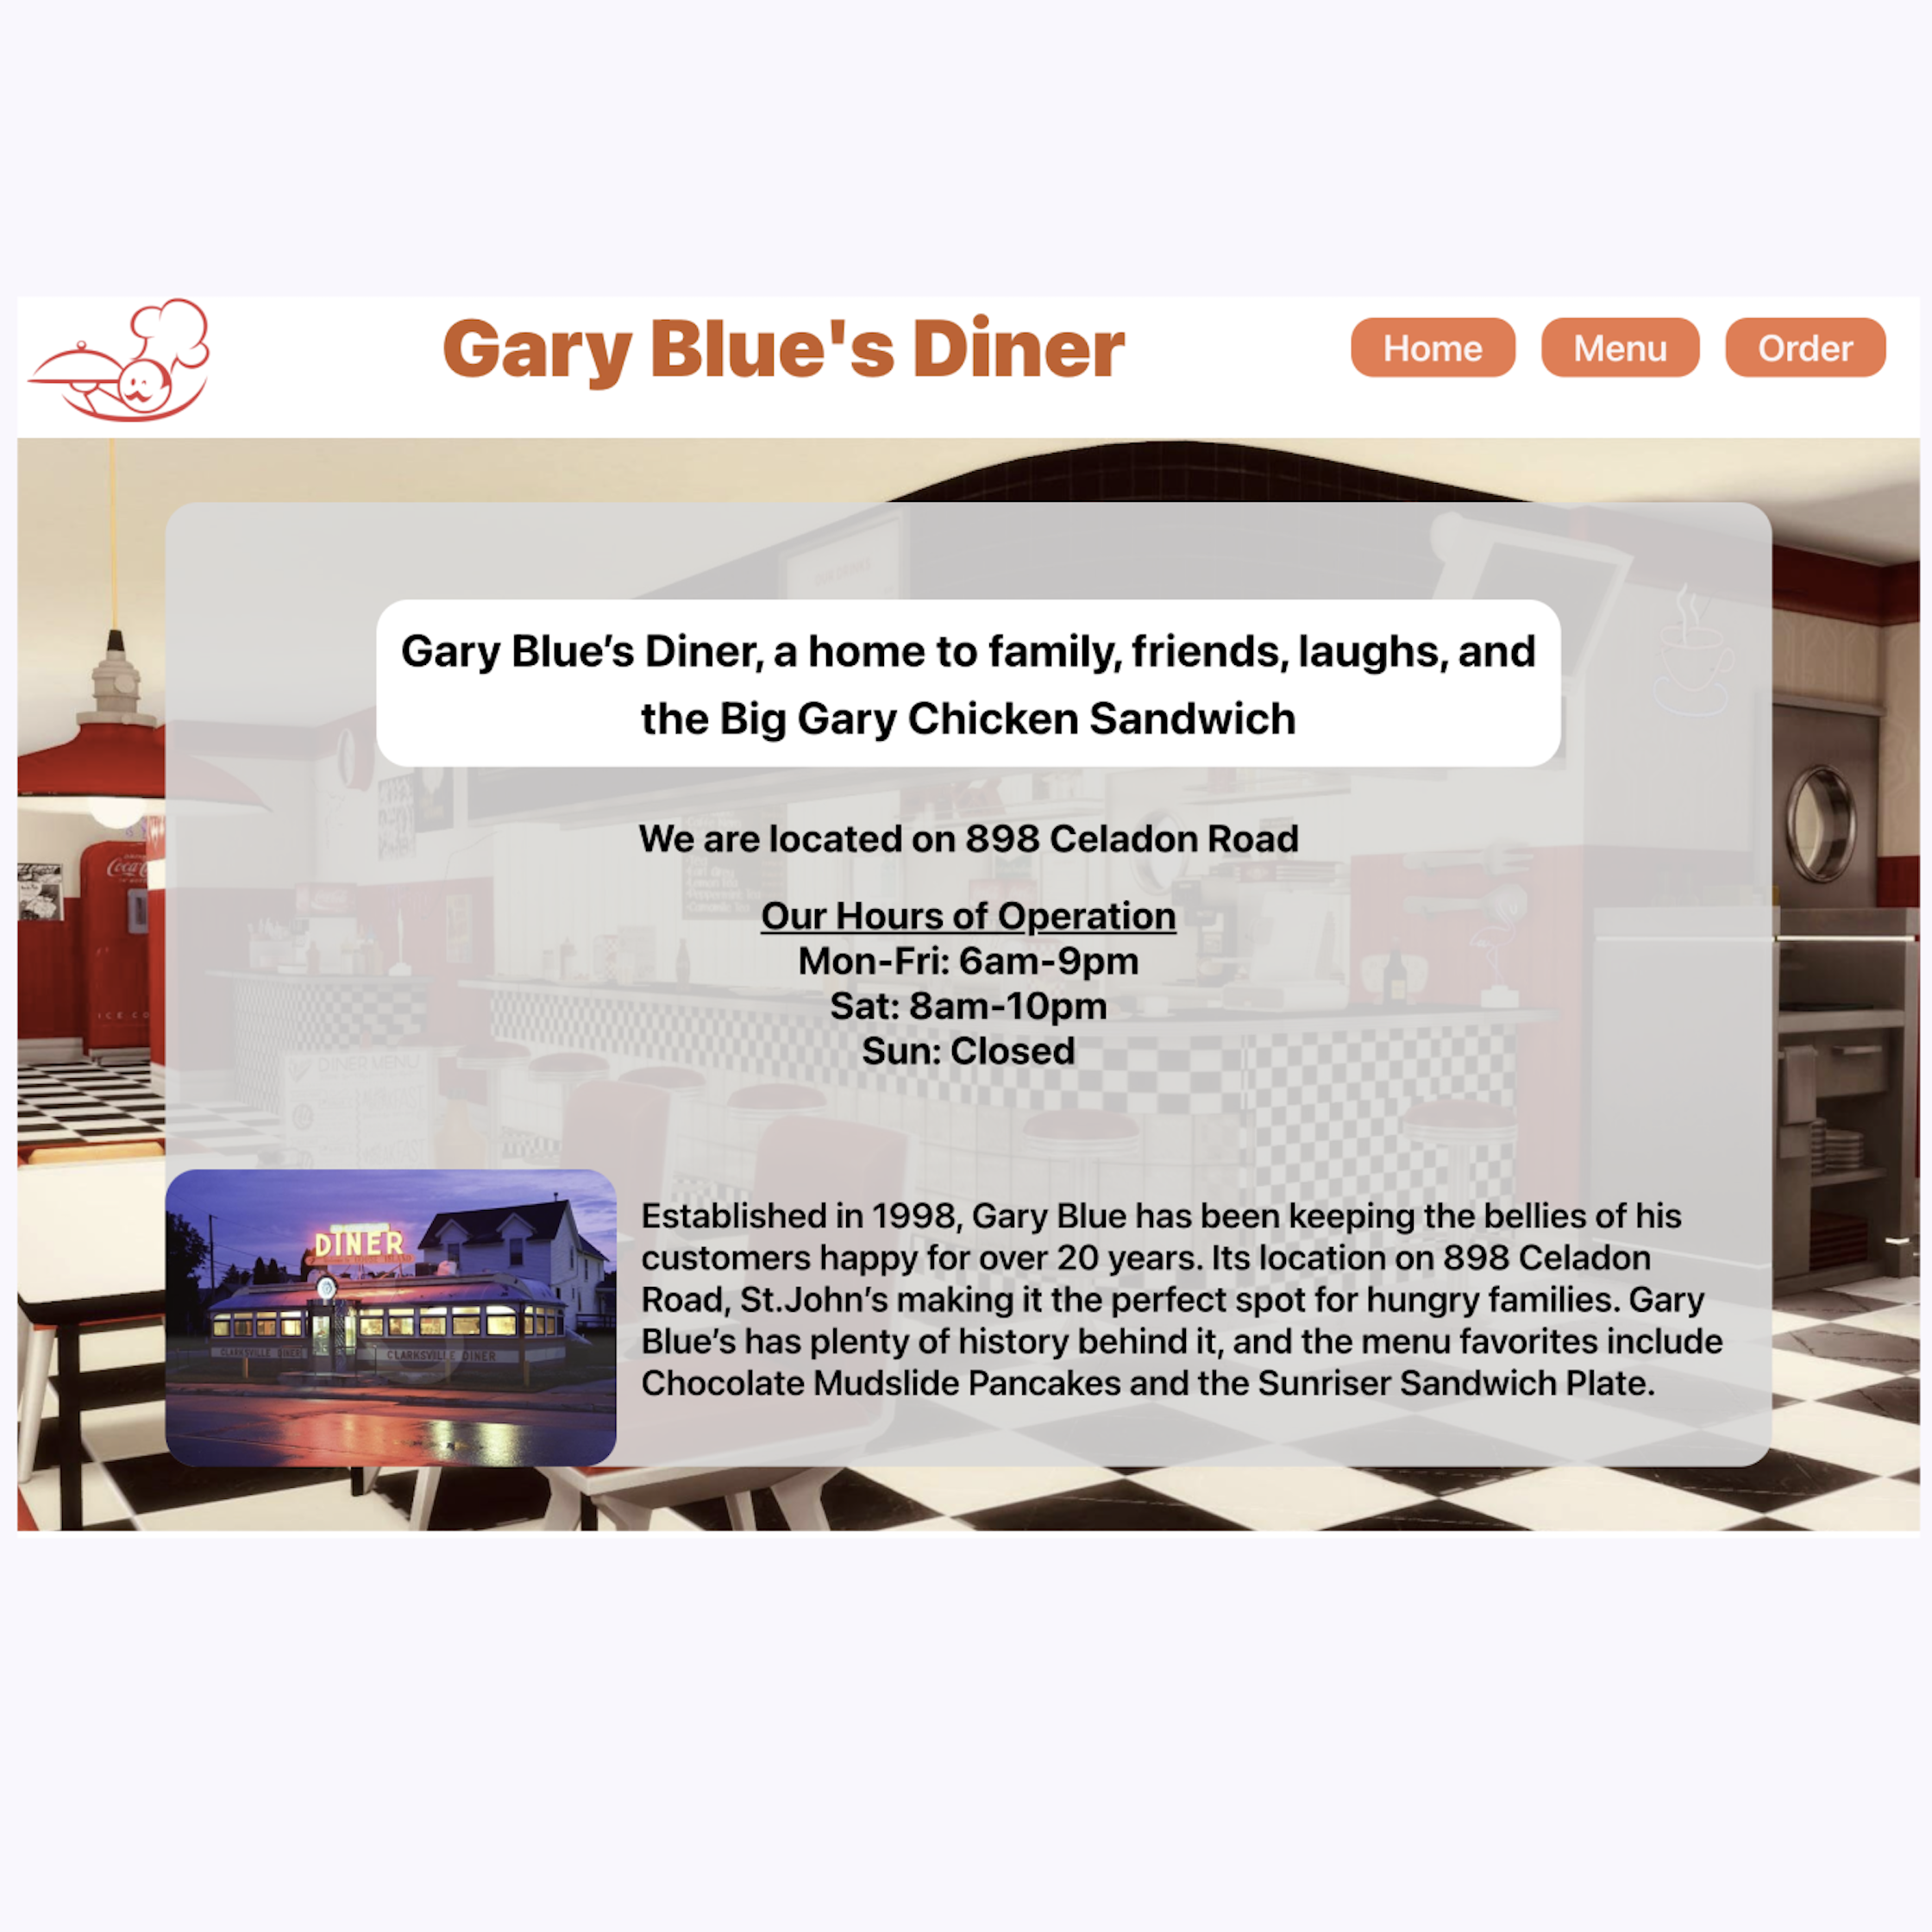 Gary Blue's Diner
Home
Menu
Order
Gary Blue’s Diner, a home to family, friends, laughs, and
the Big Gary Chicken Sandwich
We are located on 898 Celadon Road
Our Hours of Operation
Mon-Fri: 6am-9pm
Sat: 8am-10pm
Sun: Closed
DINER MENU
DINER
CLARKSVILLE DINER
CLARKSVILLE DINER
Established in 1998, Gary Blue has been keeping the bellies of his
customers happy for over 20 years. Its location on 898 Celadon
Road, St.John’s making it the perfect spot for hungry families. Gary
Blue’s has plenty of history behind it, and the menu favorites include
Chocolate Mudslide Pancakes and the Sunriser Sandwich Plate.